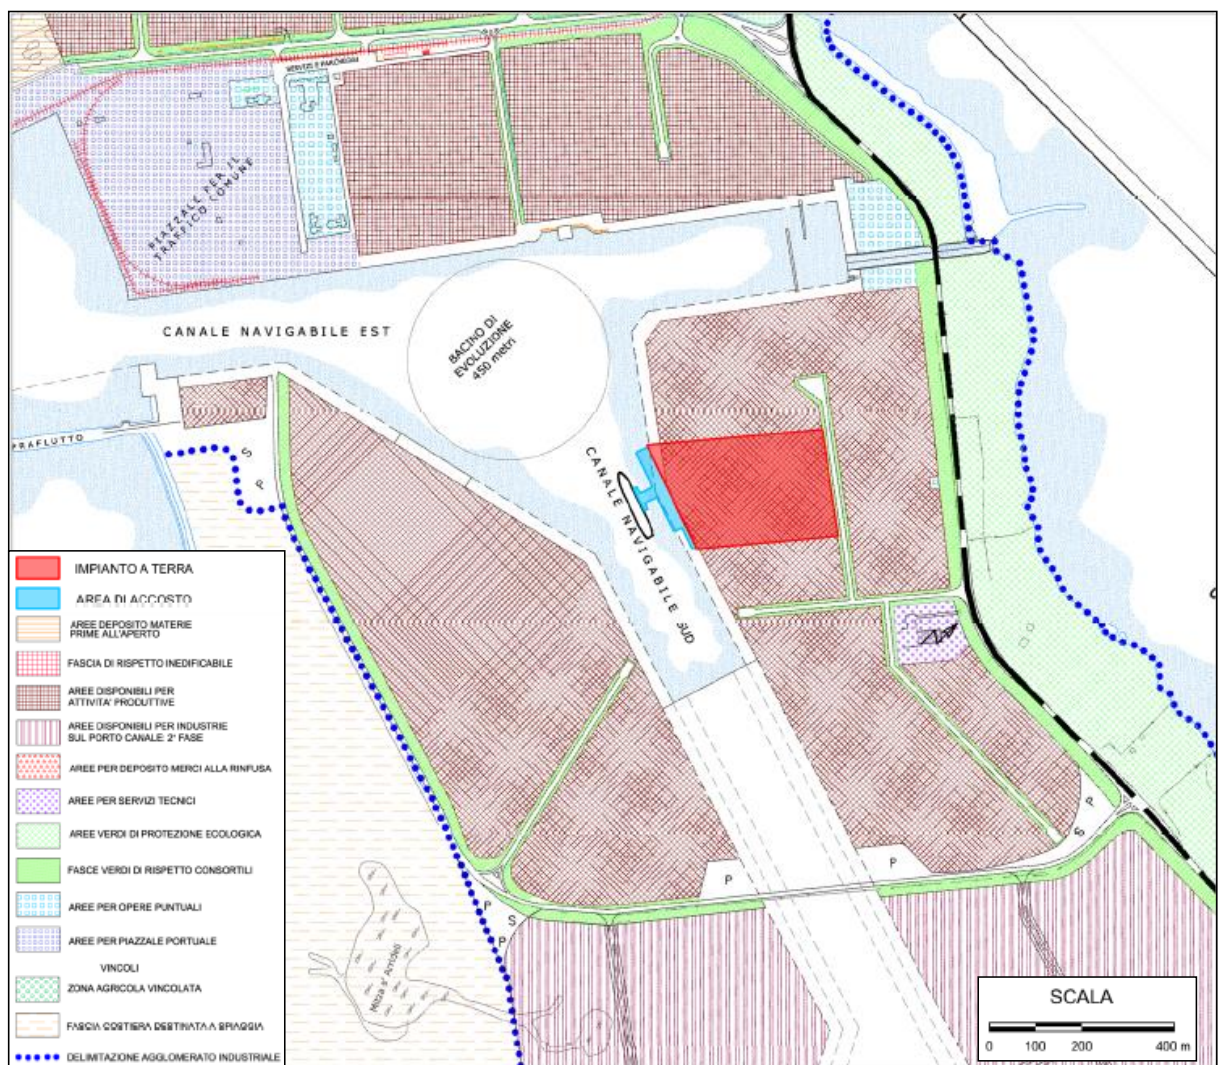 SERVIZI E PARCHEGGI
PIAZZALE PER IL
TRAFFICO COMUNE
CANALE NAVIGABILE EST
BACINO DI
EVOLUZIONE
450 metri
PRAFLUTTO
S
P
CANALE NAVIGABILE SUD
P
S
P
P
P
S
P
Mitza s' Arrideli
IMPIANTO A TERRA
AREA DI ACCOSTO
AREE DEPOSITO MATERIE
PRIME ALL'APERTO
FASCIA DI RISPETTO INEDIFICABILE
AREE DISPONIBILI PER
ATTIVITA' PRODUTTIVE
AREE DISPONIBILI PER INDUSTRIE
SUL PORTO CANALE: 2° FASE
AREE PER DEPOSITO MERCI ALLA RINFUSA
AREE PER SERVIZI TECNICI
AREE VERDI DI PROTEZIONE ECOLOGICA
FASCE VERDI DI RISPETTO CONSORTILI
AREE PER OPERE PUNTUALI
AREE PER PIAZZALE PORTUALE
VINCOLI
ZONA AGRICOLA VINCOLATA
FASCIA COSTIERA DESTINATA A SPIAGGIA
DELIMITAZIONE AGGLOMERATO INDUSTRIALE
SCALA
0 100 200 400 m